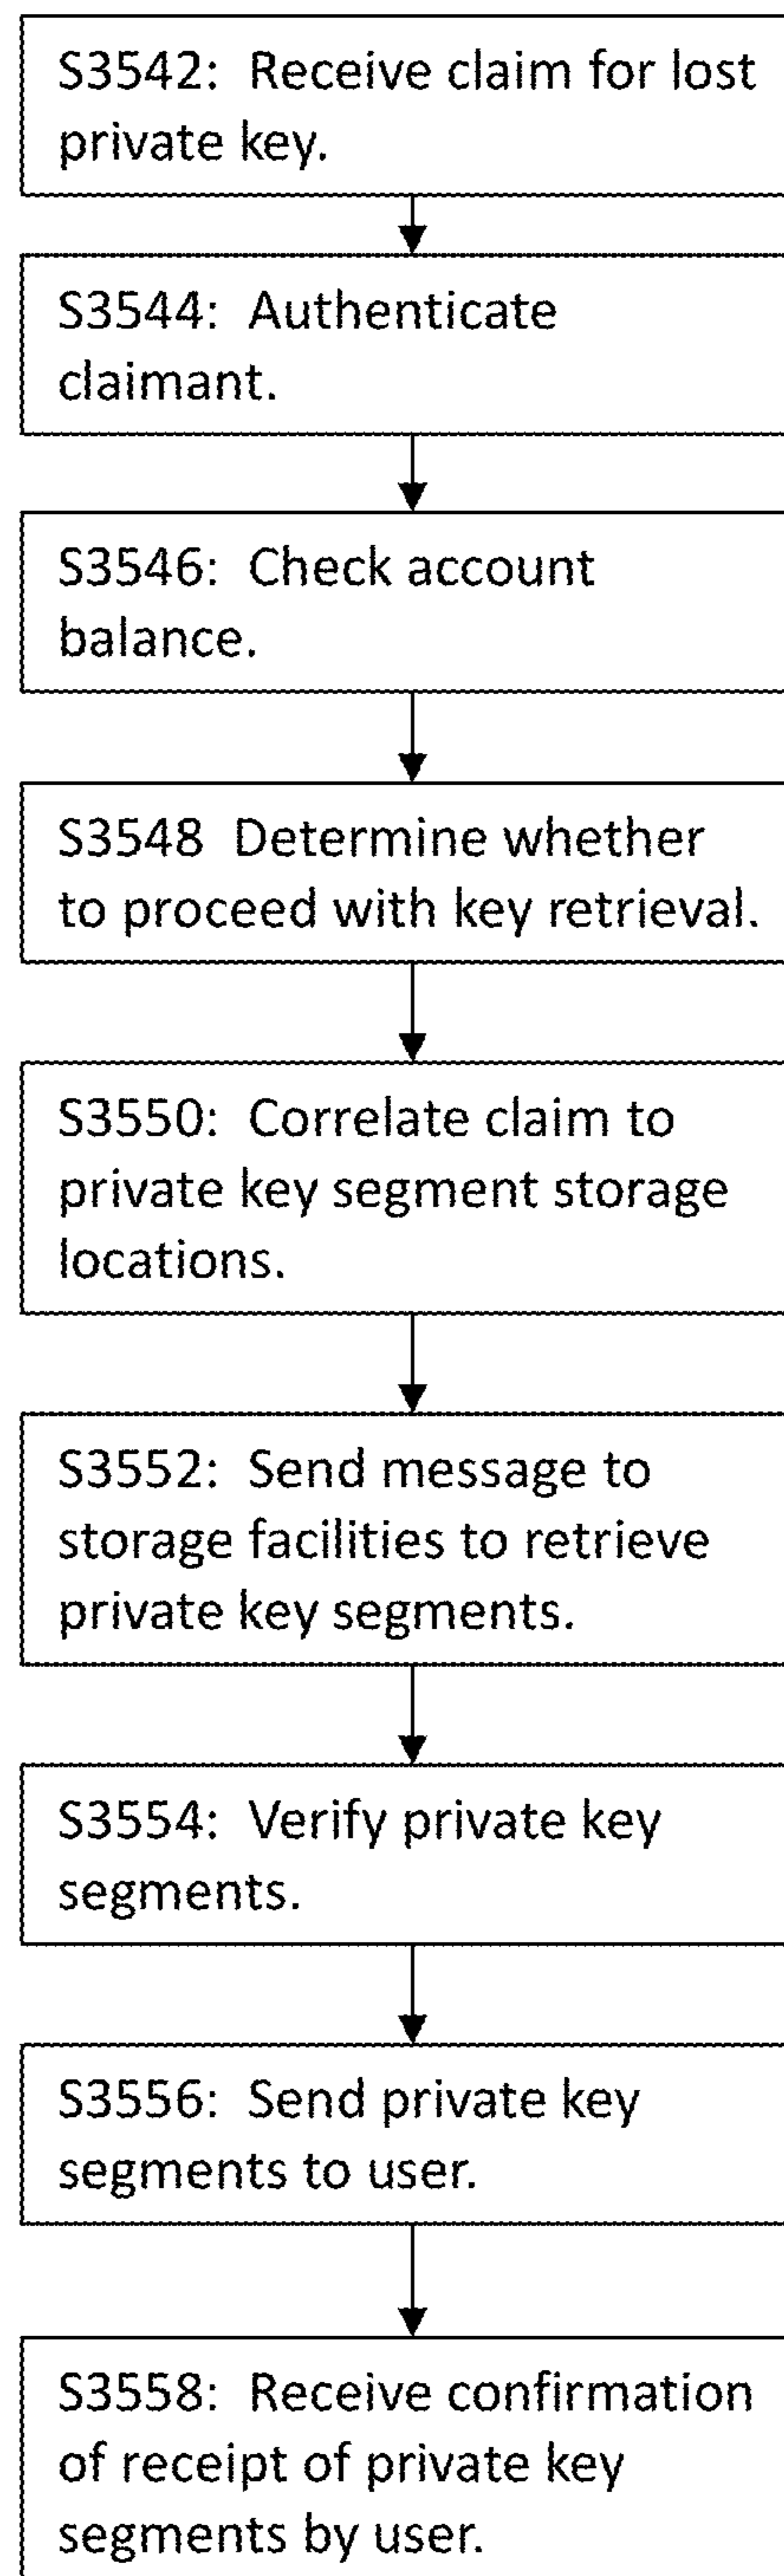 S3542:  Receive claim for lost
private key.
S3544:  Authenticate
claimant.
S3546:  Check account
balance.
S3548  Determine whether
to proceed with key retrieval.
S3550:  Correlate claim to
private key segment storage
locations.
S3552:  Send message to
storage facilities to retrieve
private key segments.
S3554:  Verify private key
segments.
S3556:  Send private key
segments to user.
S3558:  Receive confirmation
of receipt of private key
segments by user.